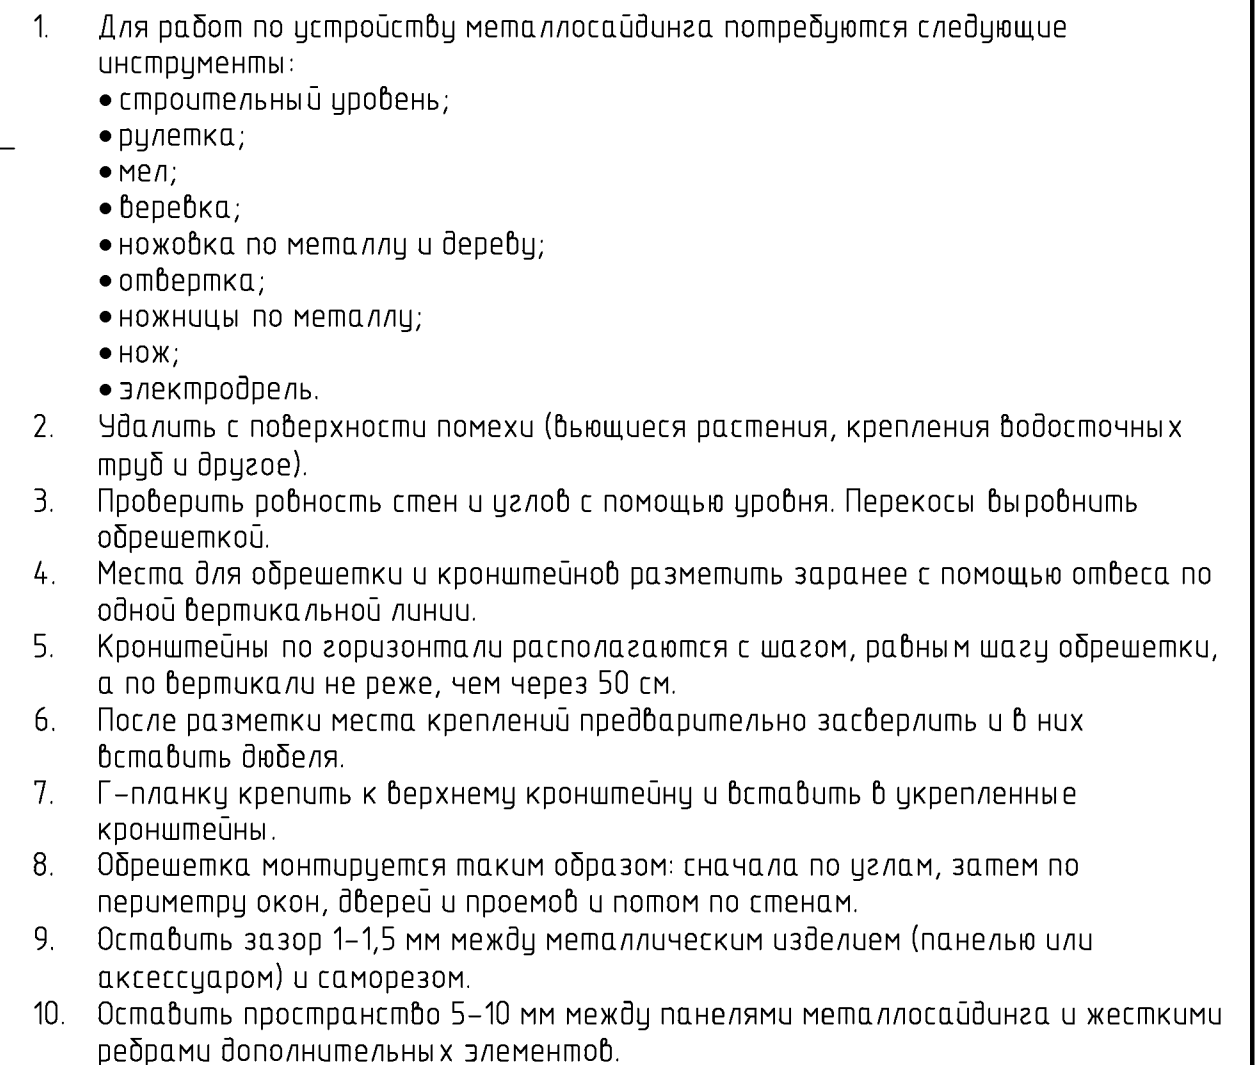 1. Для работ по устройству металлосайдинга потребуются следующие
инструменты:
• строительный уровень;
• рулетка;
• мел;
• веревка;
• ножовка по металлу и дереву;
• отвертка;
• ножницы по металлу;
• нож;
• электродрель.
2. Удалить с поверхности помехи (вьющиеся растения, крепления водосточных
труб и другое).
3. Проверить ровность стен и углов с помощью уровня. Перекосы выровнить
обрешеткой.
4. Места для обрешетки и кронштейнов разметить заранее с помощью отвеса по
одной вертикальной линии.
5. Кронштейны по горизонтали располагаются с шагом, равным шагу обрешетки,
а по вертикали не реже, чем через 50 см.
6. После разметки места креплений предварительно засверлить и в них
вставить дюбеля.
7. Г-планку крепить к верхнему кронштейну и вставить в укрепленные
кронштейны.
8. Обрешетка монтируется таким образом: сначала по углам, затем по
периметру окон, дверей и проемов и потом по стенам.
9. Оставить зазор 1-1,5 мм между металлическим изделием (панелью или
аксессуаром) и саморезом.
10. Оставить пространство 5-10 мм между панелями металлосайдинга и жесткими
ребрами дополнительных элементов.